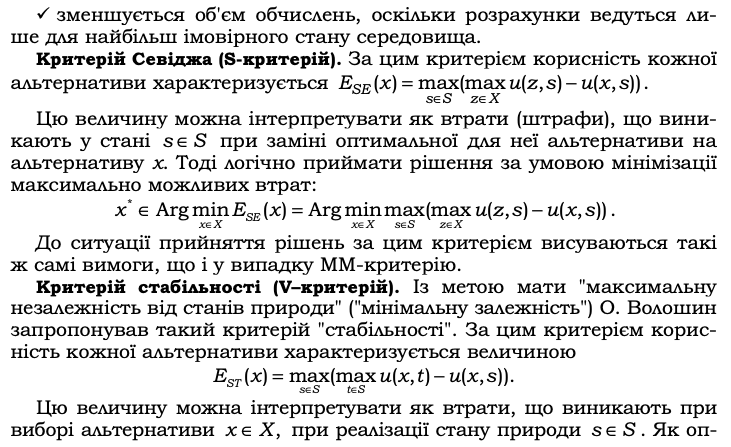 ✓ зменшується об'єм обчислень, оскільки розрахунки ведуться ли-
ше для найбільш імовірного стану середовища.
Критерій Севіджа (S-критерій). За цим критерієм корисність кожної
альтернативи характеризується E_SE(x) = max_{s∈S}(max_{z∈X} u(z,s) − u(x,s)).
Цю величину можна інтерпретувати як втрати (штрафи), що вини-
кають у стані s∈S при заміні оптимальної для неї альтернативи на
альтернативу x. Тоді логічно приймати рішення за умовою мінімізації
максимально можливих втрат:
x* ∈ Arg min_{x∈X} E_SE(x) = Arg min_{x∈X} max_{s∈S}(max_{z∈X} u(z,s) − u(x,s)).
До ситуації прийняття рішень за цим критерієм висуваються такі
ж самі вимоги, що і у випадку ММ-критерію.
Критерій стабільності (V–критерій). Із метою мати "максимальну
незалежність від станів природи" ("мінімальну залежність") О. Волошин
запропонував такий критерій "стабільності". За цим критерієм корис-
ність кожної альтернативи характеризується величиною
E_ST(x) = max_{s∈S}(max_{t∈S} u(x,t) − u(x,s)).
Цю величину можна інтерпретувати як втрати, що виникають при
виборі альтернативи x∈X, при реалізації стану природи s∈S. Як оп-